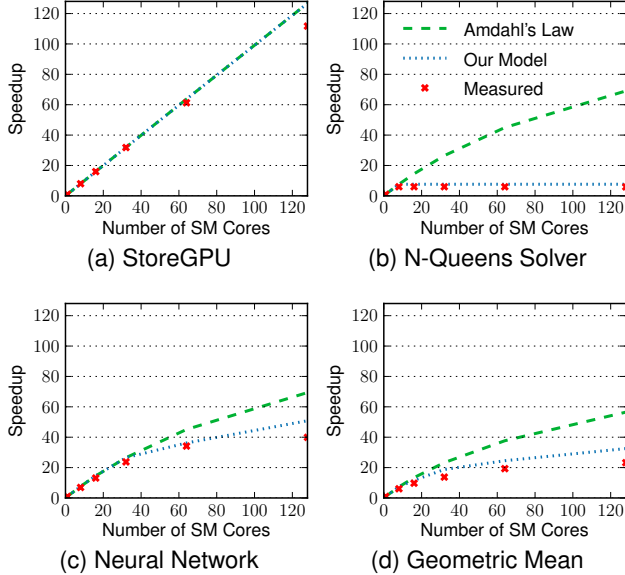 120
100
80
60
40
20
0
Speedup
0 20 40 60 80 100 120
Number of SM Cores
(a) StoreGPU
120
100
80
60
40
20
0
Speedup
Amdahl's Law
Our Model
Measured
0 20 40 60 80 100 120
Number of SM Cores
(b) N-Queens Solver
120
100
80
60
40
20
0
Speedup
0 20 40 60 80 100 120
Number of SM Cores
(c) Neural Network
120
100
80
60
40
20
0
Speedup
0 20 40 60 80 100 120
Number of SM Cores
(d) Geometric Mean